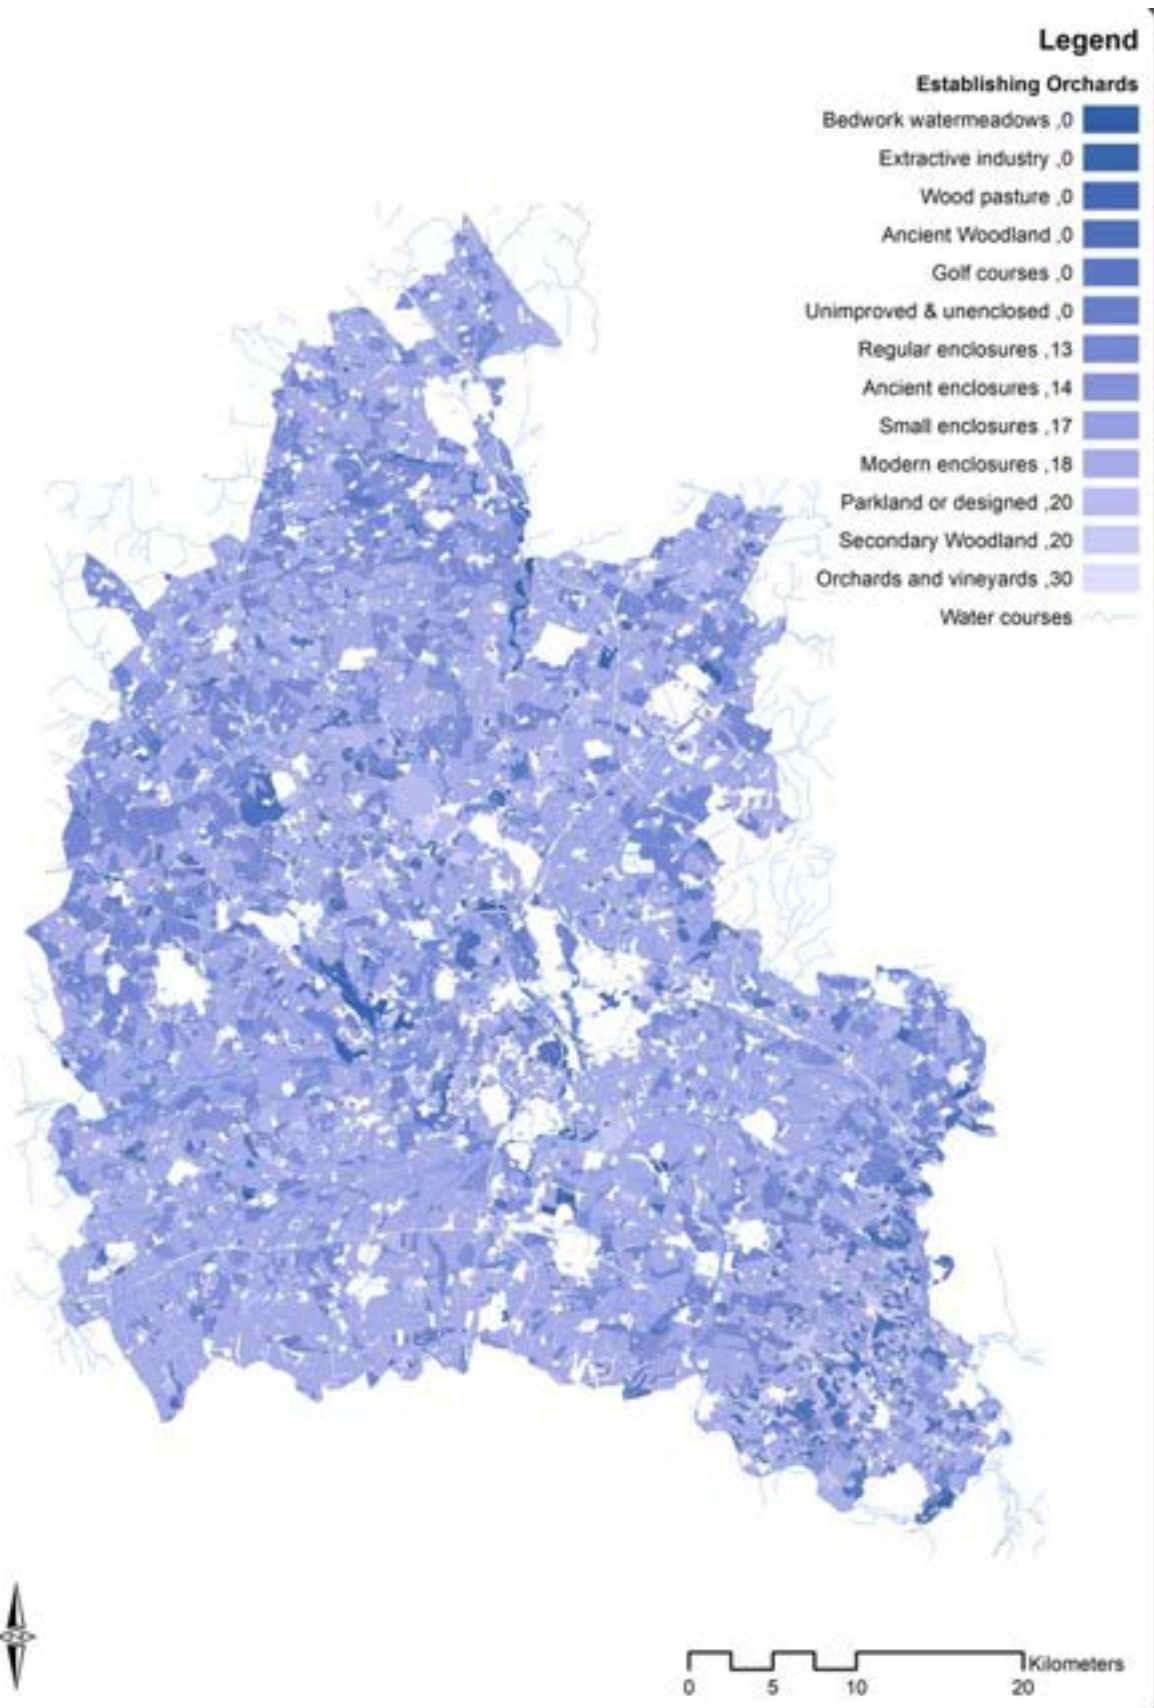 Legend
Establishing Orchards
Bedwork watermeadows ,0
Extractive industry ,0
Wood pasture ,0
Ancient Woodland ,0
Golf courses ,0
Unimproved & unenclosed ,0
Regular enclosures ,13
Ancient enclosures ,14
Small enclosures ,17
Modern enclosures ,18
Parkland or designed ,20
Secondary Woodland ,20
Orchards and vineyards ,30
Water courses
Kilometers
0 5 10 20